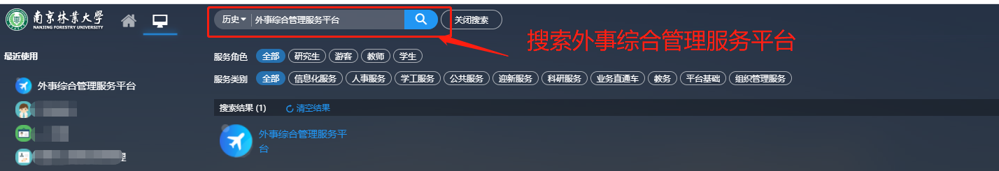 南京林业大学
NANJING FORESTRY UNIVERSITY
历史 外事综合管理服务平台
关闭搜索
搜索外事综合管理服务平台
最近使用
外事综合管理服务平台
理
服务角色 全部 研究生 游客 教师 学生
服务类别 全部 信息化服务 人事服务 学工服务 公共服务 迎新服务 科研服务 业务直通车 教务 平台基础 组织管理服务
搜索结果 (1) 清空结果
外事综合管理服务平
台